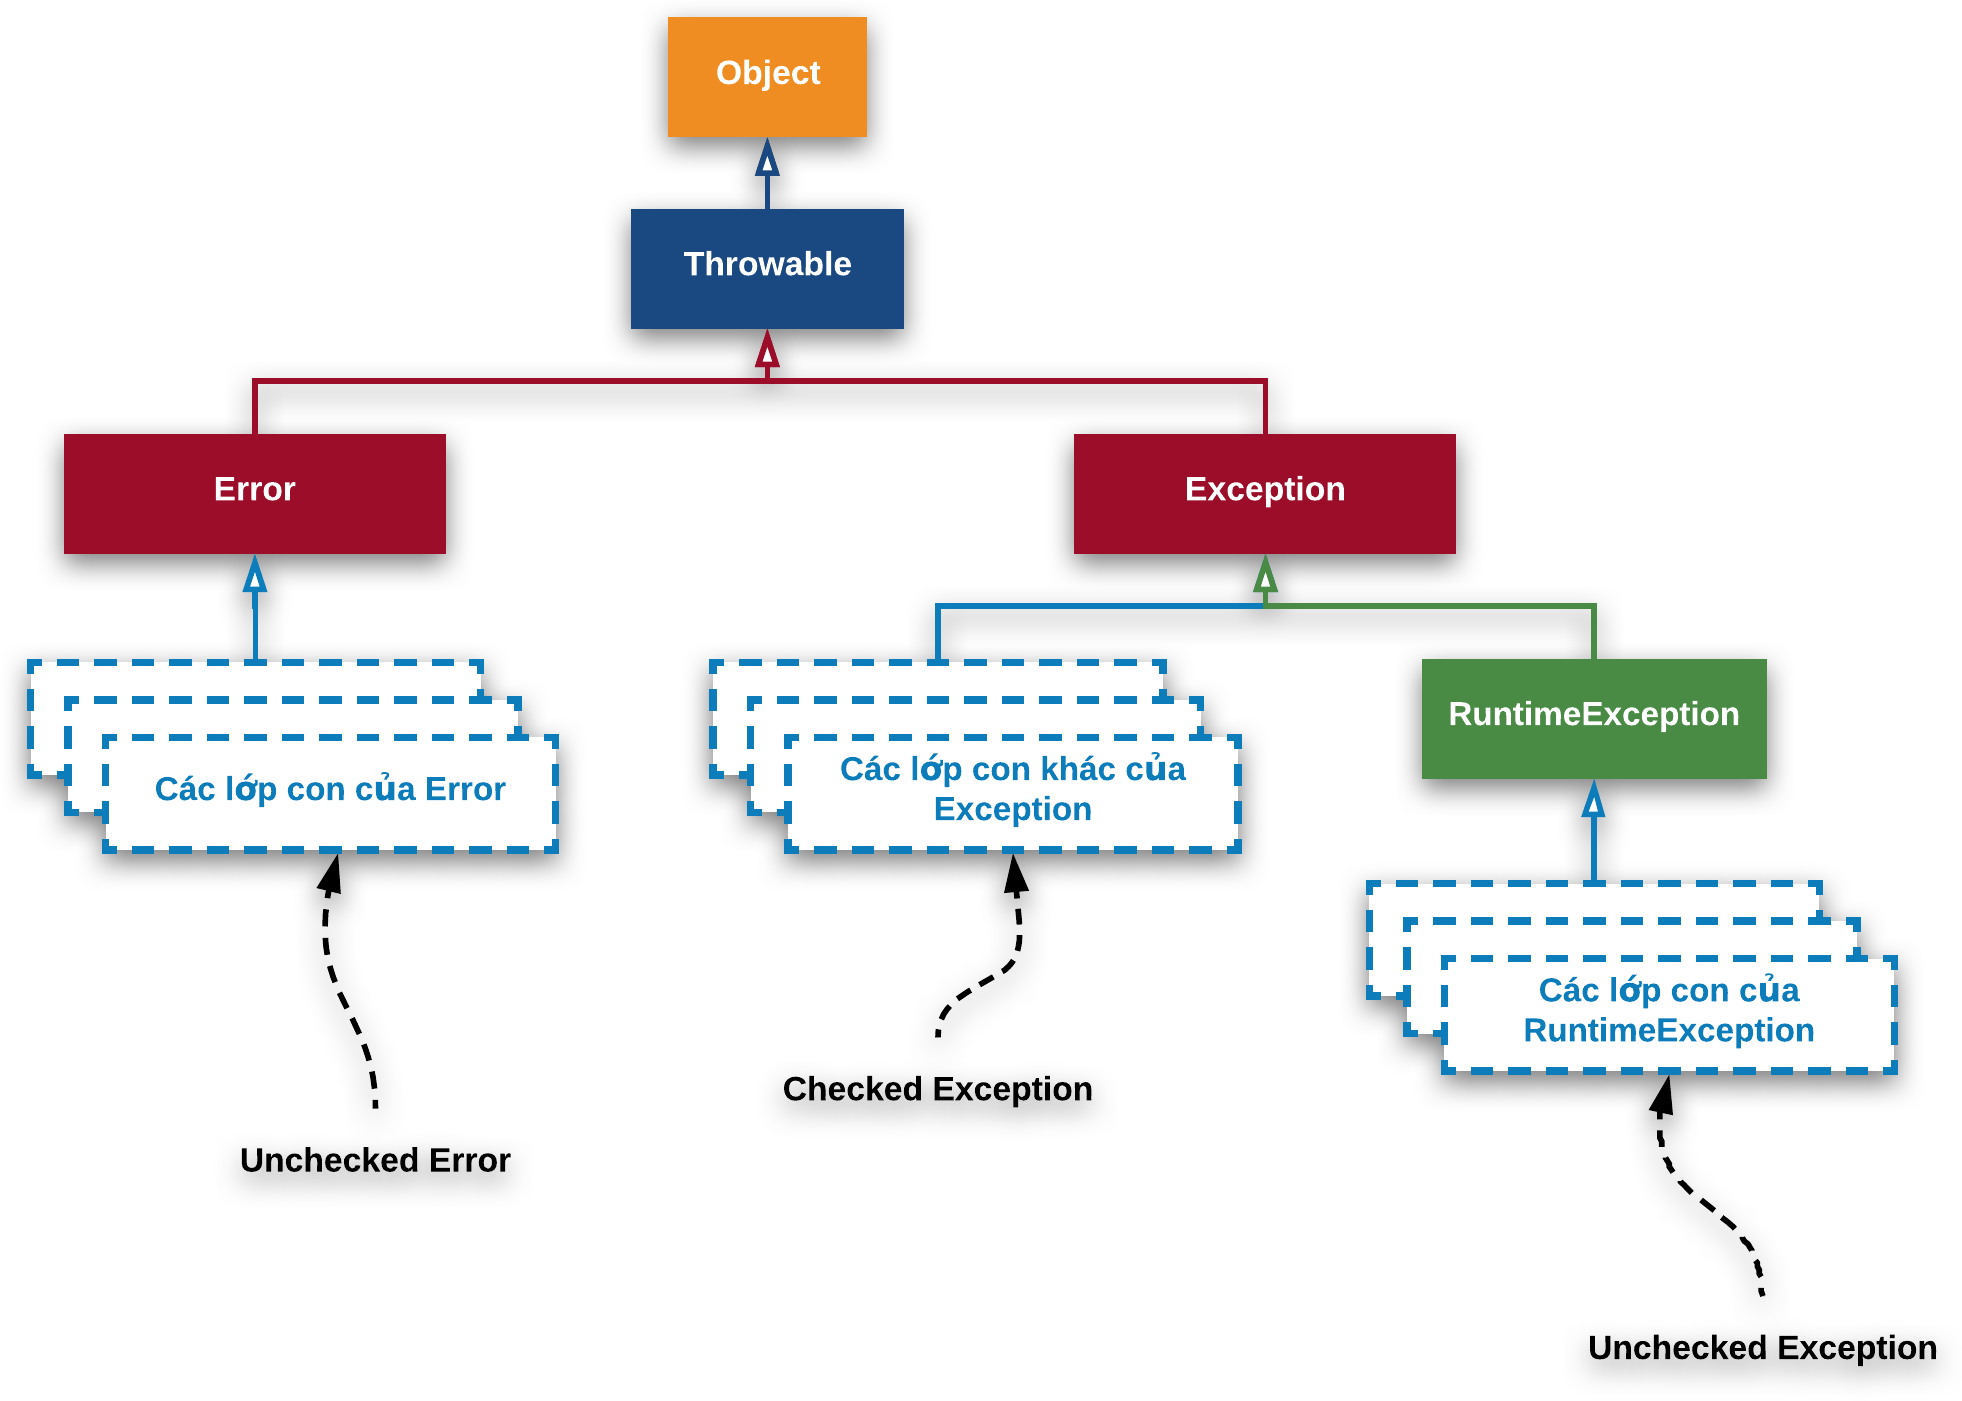 Object
Throwable
Error
Exception
RuntimeException
Các lớp con của Error
Các lớp con khác của
Exception
Các lớp con của
RuntimeException
Checked Exception
Unchecked Error
Unchecked Exception